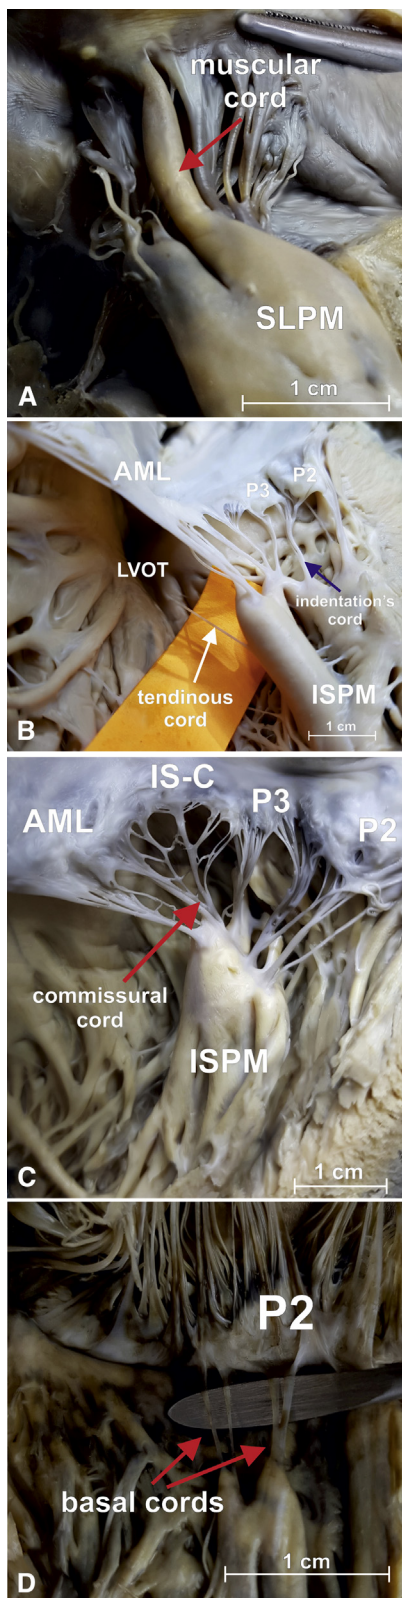 muscular
cord
SLPM
1 cm
A
AML
P2
P3
LVOT
indentation's
cord
tendinous
cord
ISPM
1 cm
B
IS-C
P3
AML
P2
commissural
cord
ISPM
1 cm
C
P2
basal cords
1 cm
D